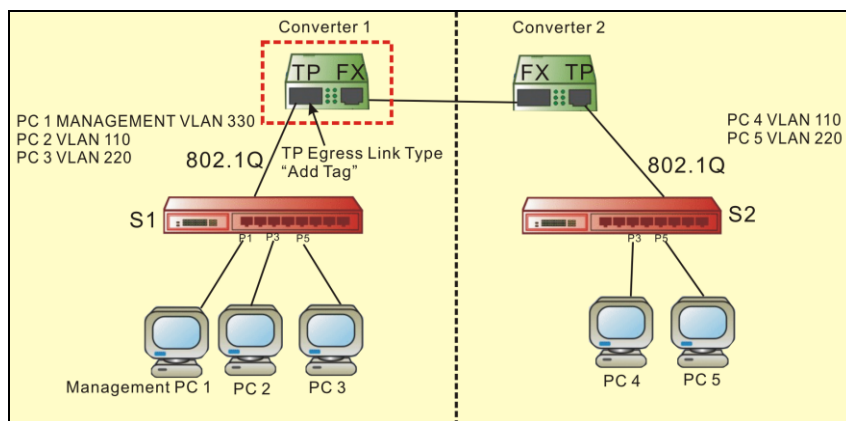 Converter 1
Converter 2
TP FX
FX TP
PC 1 MANAGEMENT VLAN 330
PC 2 VLAN 110
PC 3 VLAN 220
PC 4 VLAN 110
PC 5 VLAN 220
802.1Q
TP Egress Link Type
“Add Tag”
802.1Q
S1
P1 P3 P5
S2
P3 P5
Management PC 1
PC 2
PC 3
PC 4
PC 5